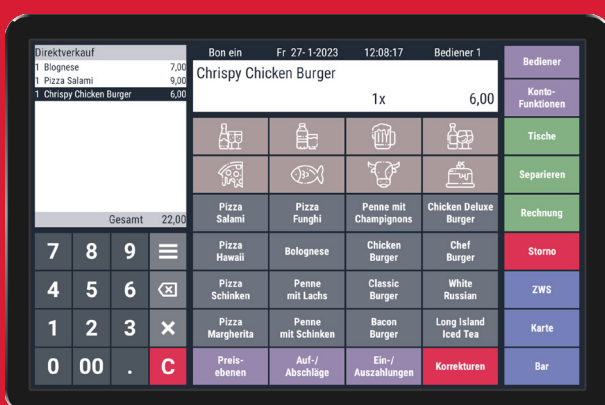 Direktverkauf
1 Blognese 7,00
1 Pizza Salami 9,00
1 Chrispy Chicken Burger 6,00
Gesamt 22,00
Bon ein Fr 27-1-2023 12:08:17 Bediener 1
Chrispy Chicken Burger
1x 6,00
Pizza
Salami
Pizza
Funghi
Penne mit
Champignons
Chicken Deluxe
Burger
Pizza
Hawaii
Bolognese
Chicken
Burger
Chef
Burger
Pizza
Schinken
Penne
mit Lachs
Classic
Burger
White
Russian
Pizza
Margherita
Penne
mit Schinken
Bacon
Burger
Long Island
Iced Tea
Preis-
ebenen
Auf-/
Abschläge
Ein-/
Auszahlungen
Korrekturen
7 8 9
4 5 6
1 2 3 ×
0 00 . C
Bediener
Konto-
Funktionen
Tische
Separieren
Rechnung
Storno
ZWS
Karte
Bar